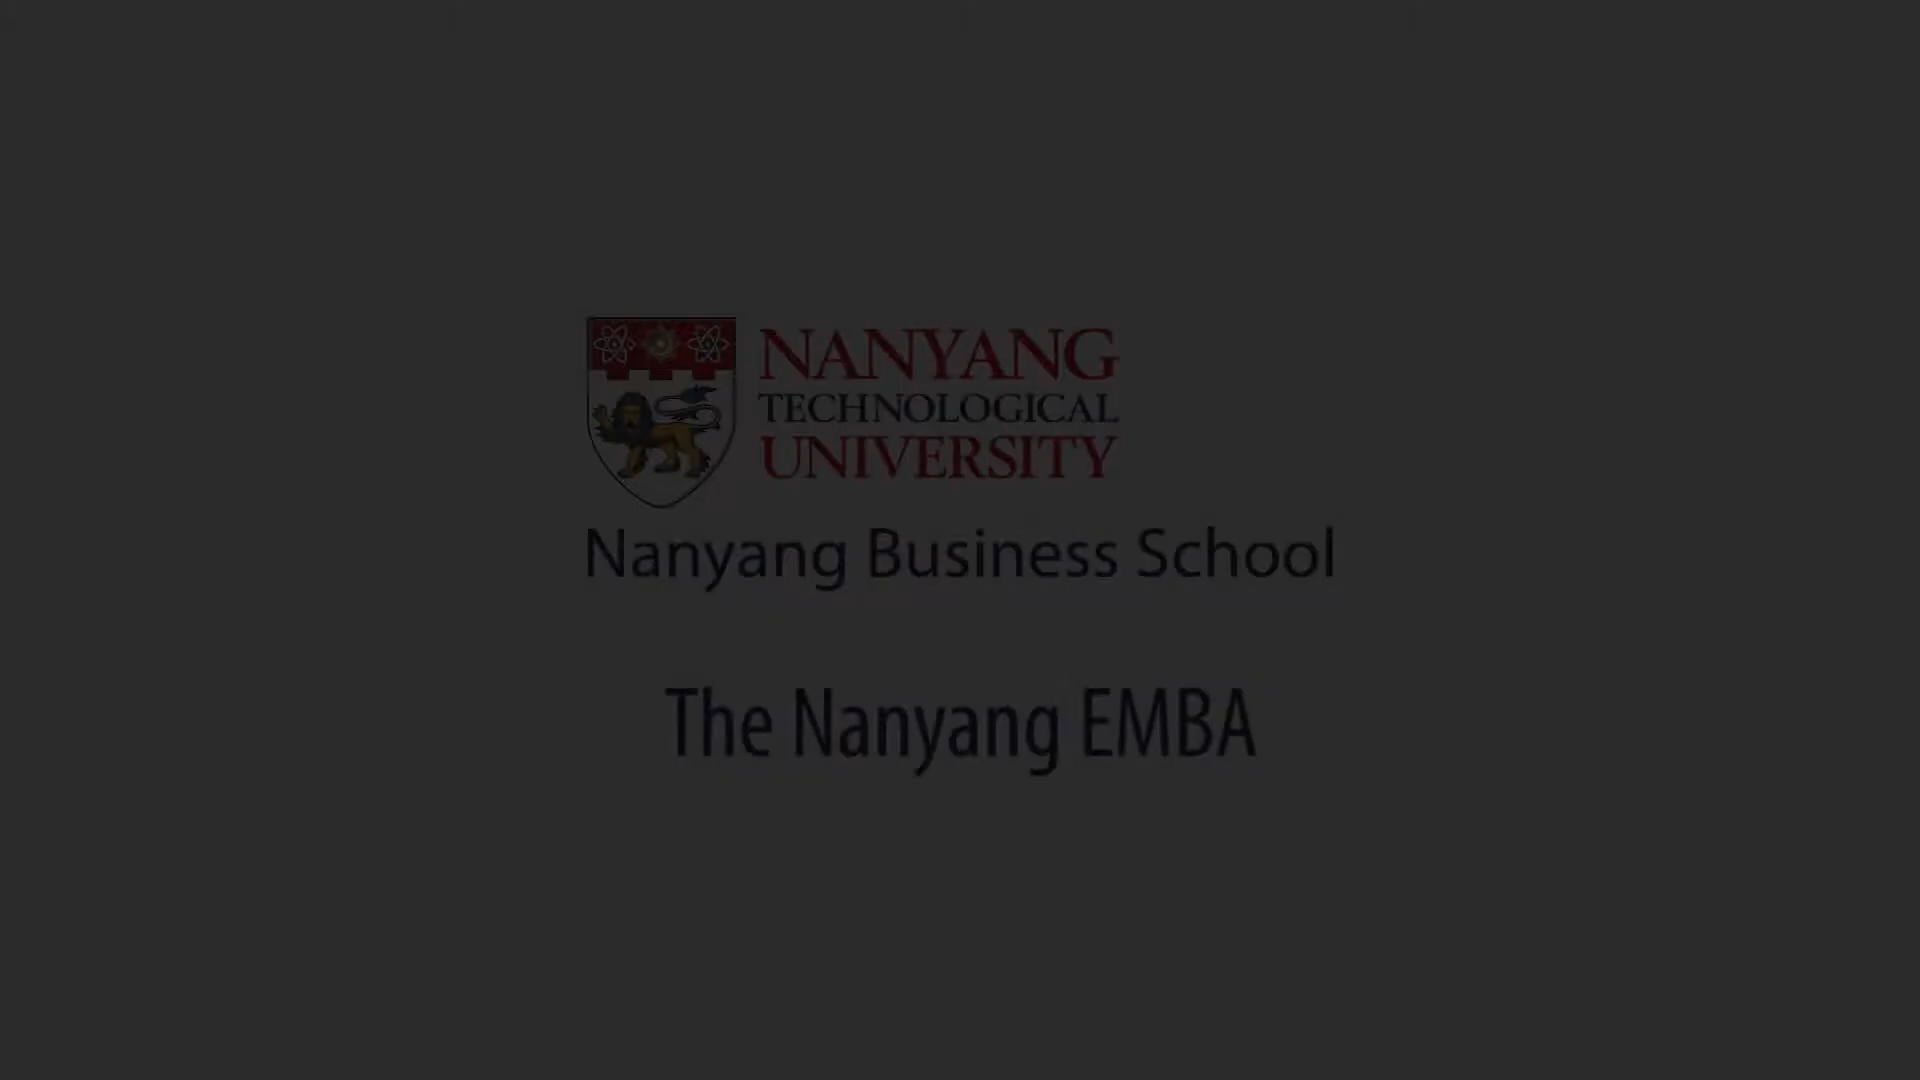 NANYANG
TECHNOLOGICAL
UNIVERSITY
Nanyang Business School
The Nanyang EMBA